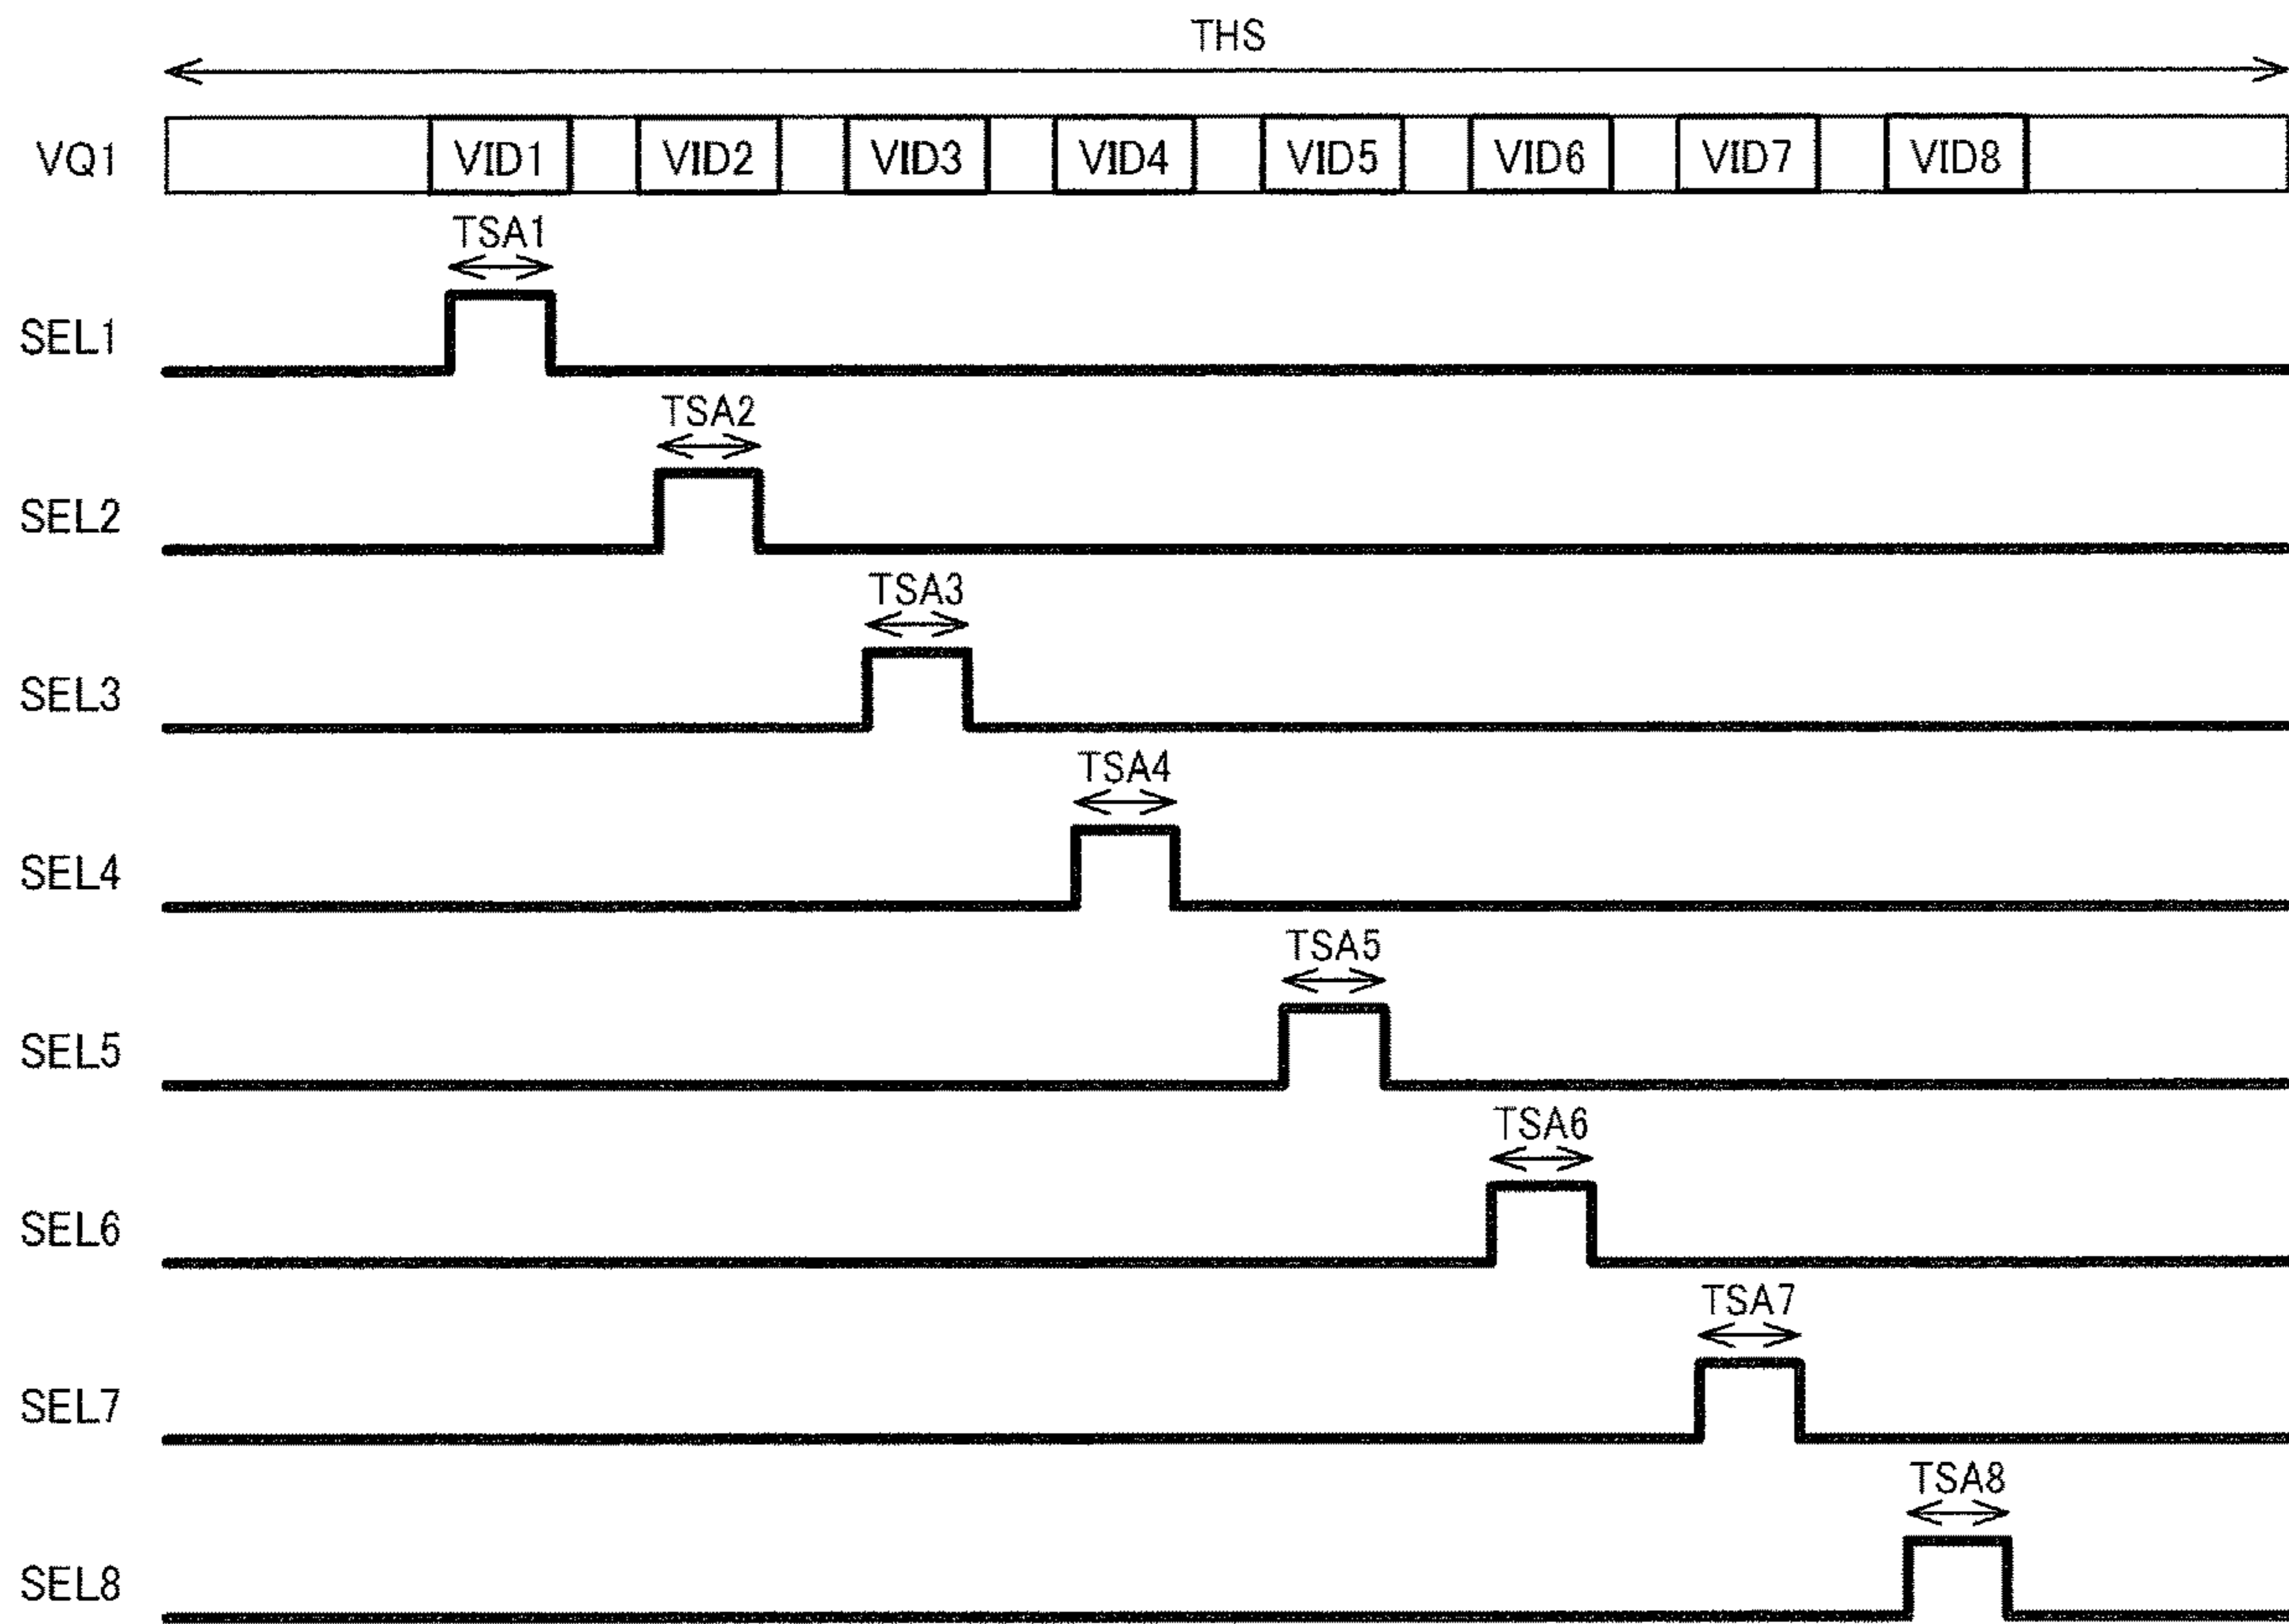 THS
VQ1 VID1 VID2 VID3 VID4 VID5 VID6 VID7 VID8
TSA1
SEL1
TSA2
SEL2
TSA3
SEL3
TSA4
SEL4
TSA5
SEL5
TSA6
SEL6
TSA7
SEL7
TSA8
SEL8